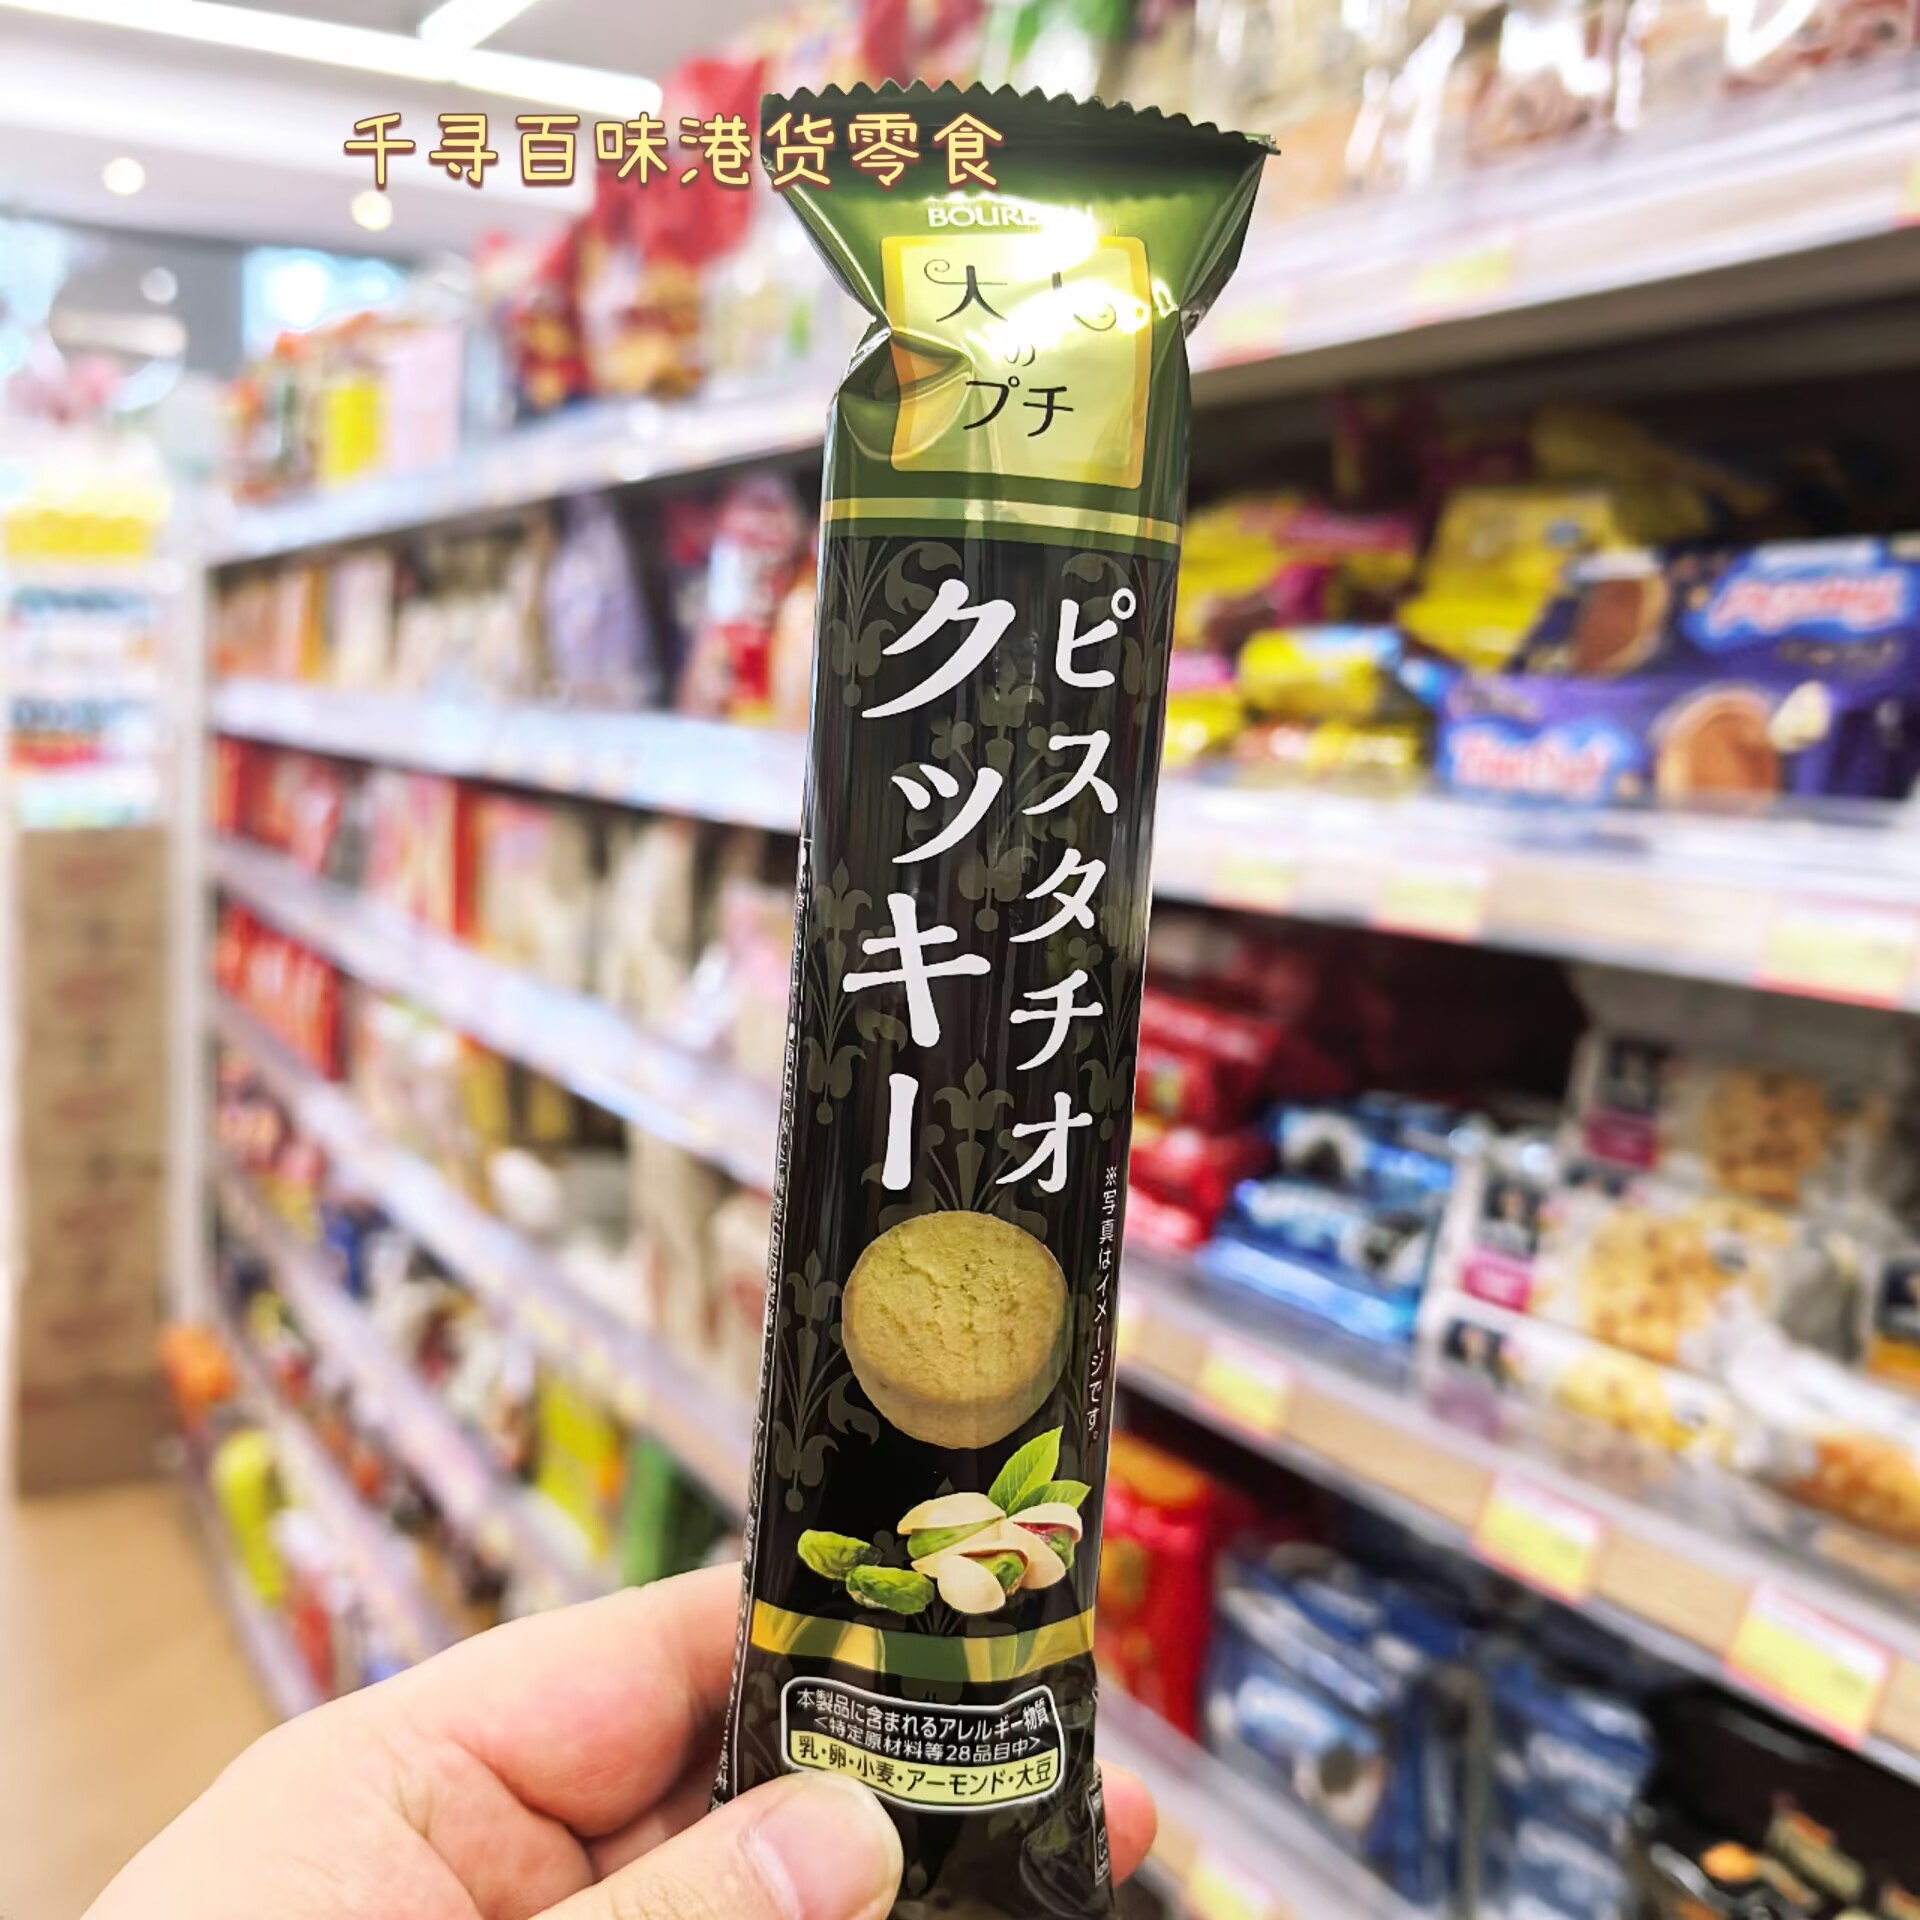 千寻百味港货零食
BOURBON
大人
の
プチ
ピスタチオ
クッキー
※写真はイメージです。
本製品に含まれるアレルギー物質
<特定原材料等28品目中>
乳・卵・小麦・アーモンド・大豆